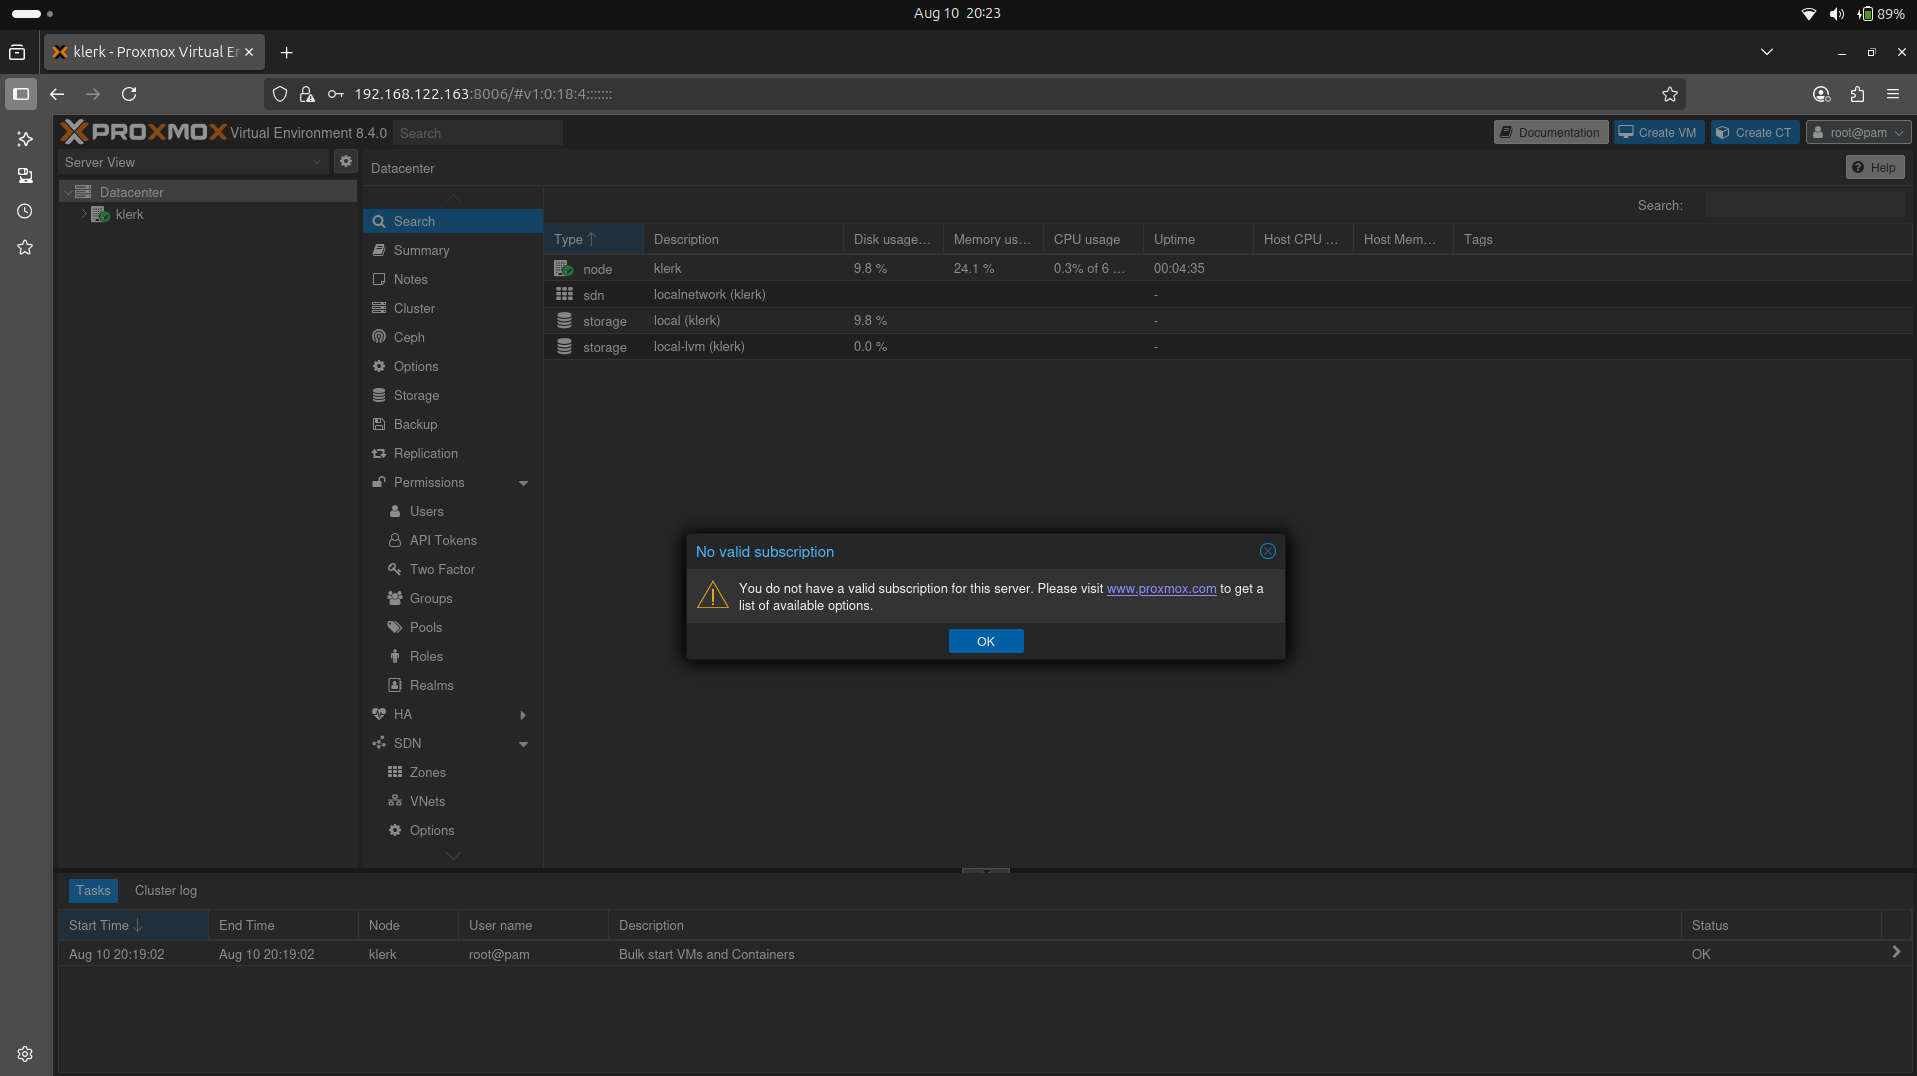 Aug 10 20:23
89%
klerk - Proxmox Virtual En
192.168.122.163:8006/#v1:0:18:4:::::::
PROXMOX Virtual Environment 8.4.0 Search
Documentation Create VM Create CT root@pam
Server View
Datacenter
Help
Datacenter
klerk
Search
Summary
Notes
Cluster
Ceph
Options
Storage
Backup
Replication
Permissions
Users
API Tokens
Two Factor
Groups
Pools
Roles
Realms
HA
SDN
Zones
VNets
Options
Search:
Type Description Disk usage... Memory us... CPU usage Uptime Host CPU ... Host Mem... Tags
node klerk 9.8 % 24.1 % 0.3% of 6 ... 00:04:35
sdn localnetwork (klerk) -
storage local (klerk) 9.8 % -
storage local-lvm (klerk) 0.0 % -
No valid subscription
You do not have a valid subscription for this server. Please visit www.proxmox.com to get a
list of available options.
OK
Tasks Cluster log
Start Time End Time Node User name Description Status
Aug 10 20:19:02 Aug 10 20:19:02 klerk root@pam Bulk start VMs and Containers OK